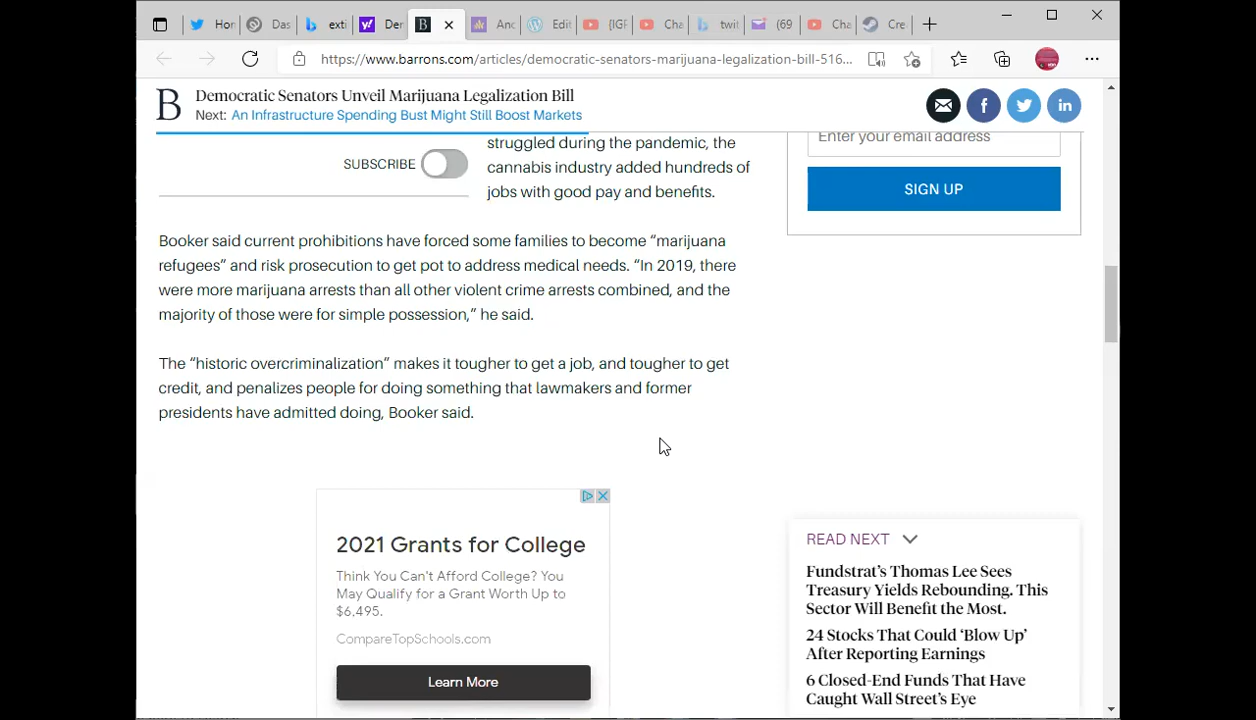 Hor
Das
exti
Der
B
Anc
Edit
{IGF
Cha
twit
(69
Cha
Cre
https://www.barrons.com/articles/democratic-senators-marijuana-legalization-bill-516...
B
Democratic Senators Unveil Marijuana Legalization Bill
Next: An Infrastructure Spending Bust Might Still Boost Markets
SUBSCRIBE
struggled during the pandemic, the
cannabis industry added hundreds of
jobs with good pay and benefits.
Booker said current prohibitions have forced some families to become “marijuana
refugees” and risk prosecution to get pot to address medical needs. “In 2019, there
were more marijuana arrests than all other violent crime arrests combined, and the
majority of those were for simple possession,” he said.
The “historic overcriminalization” makes it tougher to get a job, and tougher to get
credit, and penalizes people for doing something that lawmakers and former
presidents have admitted doing, Booker said.
2021 Grants for College
Think You Can't Afford College? You
May Qualify for a Grant Worth Up to
$6,495.
CompareTopSchools.com
Learn More
Enter your email address
SIGN UP
READ NEXT
Fundstrat’s Thomas Lee Sees
Treasury Yields Rebounding. This
Sector Will Benefit the Most.
24 Stocks That Could ‘Blow Up’
After Reporting Earnings
6 Closed-End Funds That Have
Caught Wall Street’s Eye